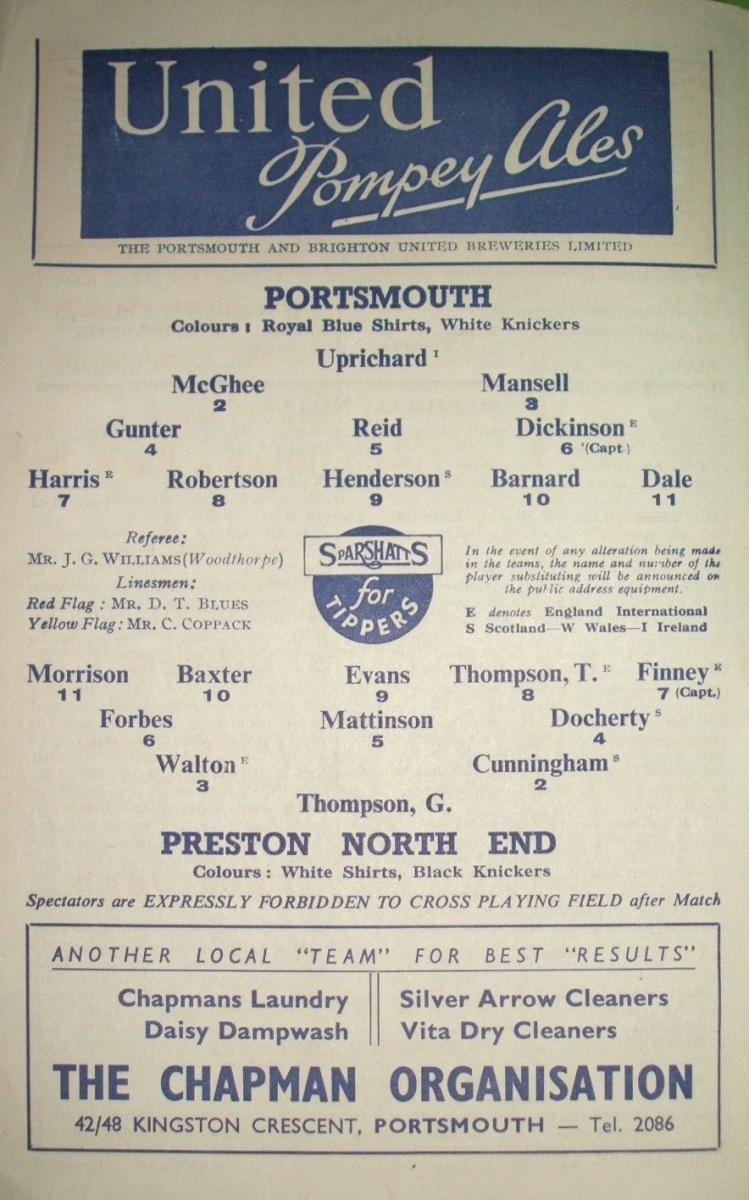 United
Pompey Ales
THE PORTSMOUTH AND BRIGHTON UNITED BREWERIES LIMITED
PORTSMOUTH
Colours : Royal Blue Shirts, White Knickers
Uprichard I
McGhee Mansell
2 3
Gunter Reid Dickinson E
4 5 6 (Capt.)
Harris E Robertson Henderson S Barnard Dale
7 8 9 10 11
Referee:
MR. J. G. WILLIAMS (Woodthorpe)
Linesmen:
Red Flag : MR. D. T. BLUES
Yellow Flag : MR. C. COPPACK
SPARSHATTS
for
TIPPERS
In the event of any alteration being made
in the teams, the name and number of the
player substituting will be announced on
the public address equipment.
E denotes England International
S Scotland—W Wales—I Ireland
Morrison Baxter Evans Thompson, T. E Finney E
11 10 9 8 7 (Capt.)
Forbes Mattinson Docherty S
6 5 4
Walton E Cunningham S
3 2
Thompson, G.
PRESTON NORTH END
Colours : White Shirts, Black Knickers
Spectators are EXPRESSLY FORBIDDEN TO CROSS PLAYING FIELD after Match
ANOTHER LOCAL "TEAM" FOR BEST "RESULTS"
Chapmans Laundry Silver Arrow Cleaners
Daisy Dampwash Vita Dry Cleaners
THE CHAPMAN ORGANISATION
42/48 KINGSTON CRESCENT, PORTSMOUTH — Tel. 2086